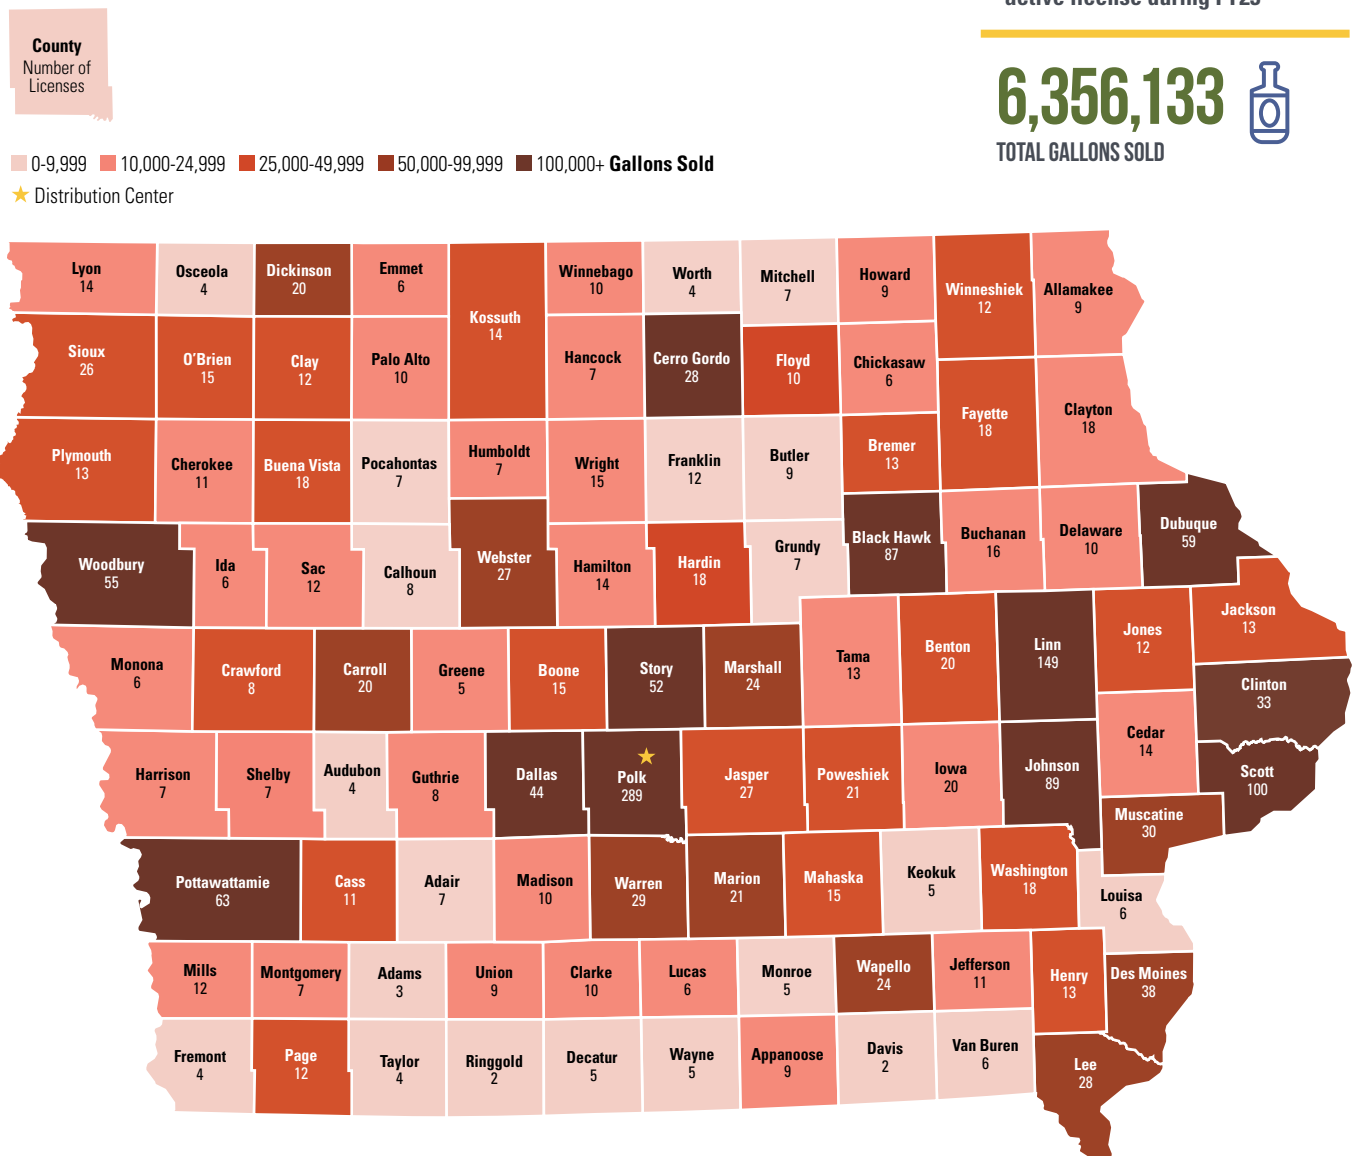 County
Number of
Licenses
active license during FY23
6,356,133
TOTAL GALLONS SOLD
0-9,999 10,000-24,999 25,000-49,999 50,000-99,999 100,000+ Gallons Sold
Distribution Center
Lyon
14
Osceola
4
Dickinson
20
Emmet
6
Kossuth
14
Winnebago
10
Worth
4
Mitchell
7
Howard
9
Winneshiek
12
Allamakee
9
Sioux
26
O'Brien
15
Clay
12
Palo Alto
10
Hancock
7
Cerro Gordo
28
Floyd
10
Chickasaw
6
Fayette
18
Clayton
18
Plymouth
13
Cherokee
11
Buena Vista
18
Pocahontas
7
Humboldt
7
Wright
15
Franklin
12
Butler
9
Bremer
13
Woodbury
55
Ida
6
Sac
12
Calhoun
8
Webster
27
Hamilton
14
Hardin
18
Grundy
7
Black Hawk
87
Buchanan
16
Delaware
10
Dubuque
59
Monona
6
Crawford
8
Carroll
20
Greene
5
Boone
15
Story
52
Marshall
24
Tama
13
Benton
20
Linn
149
Jones
12
Jackson
13
Clinton
33
Harrison
7
Shelby
7
Audubon
4
Guthrie
8
Dallas
44
Polk
289
Jasper
27
Poweshiek
21
Iowa
20
Johnson
89
Cedar
14
Scott
100
Muscatine
30
Pottawattamie
63
Cass
11
Adair
7
Madison
10
Warren
29
Marion
21
Mahaska
15
Keokuk
5
Washington
18
Louisa
6
Mills
12
Montgomery
7
Adams
3
Union
9
Clarke
10
Lucas
6
Monroe
5
Wapello
24
Jefferson
11
Henry
13
Des Moines
38
Fremont
4
Page
12
Taylor
4
Ringgold
2
Decatur
5
Wayne
5
Appanoose
9
Davis
2
Van Buren
6
Lee
28